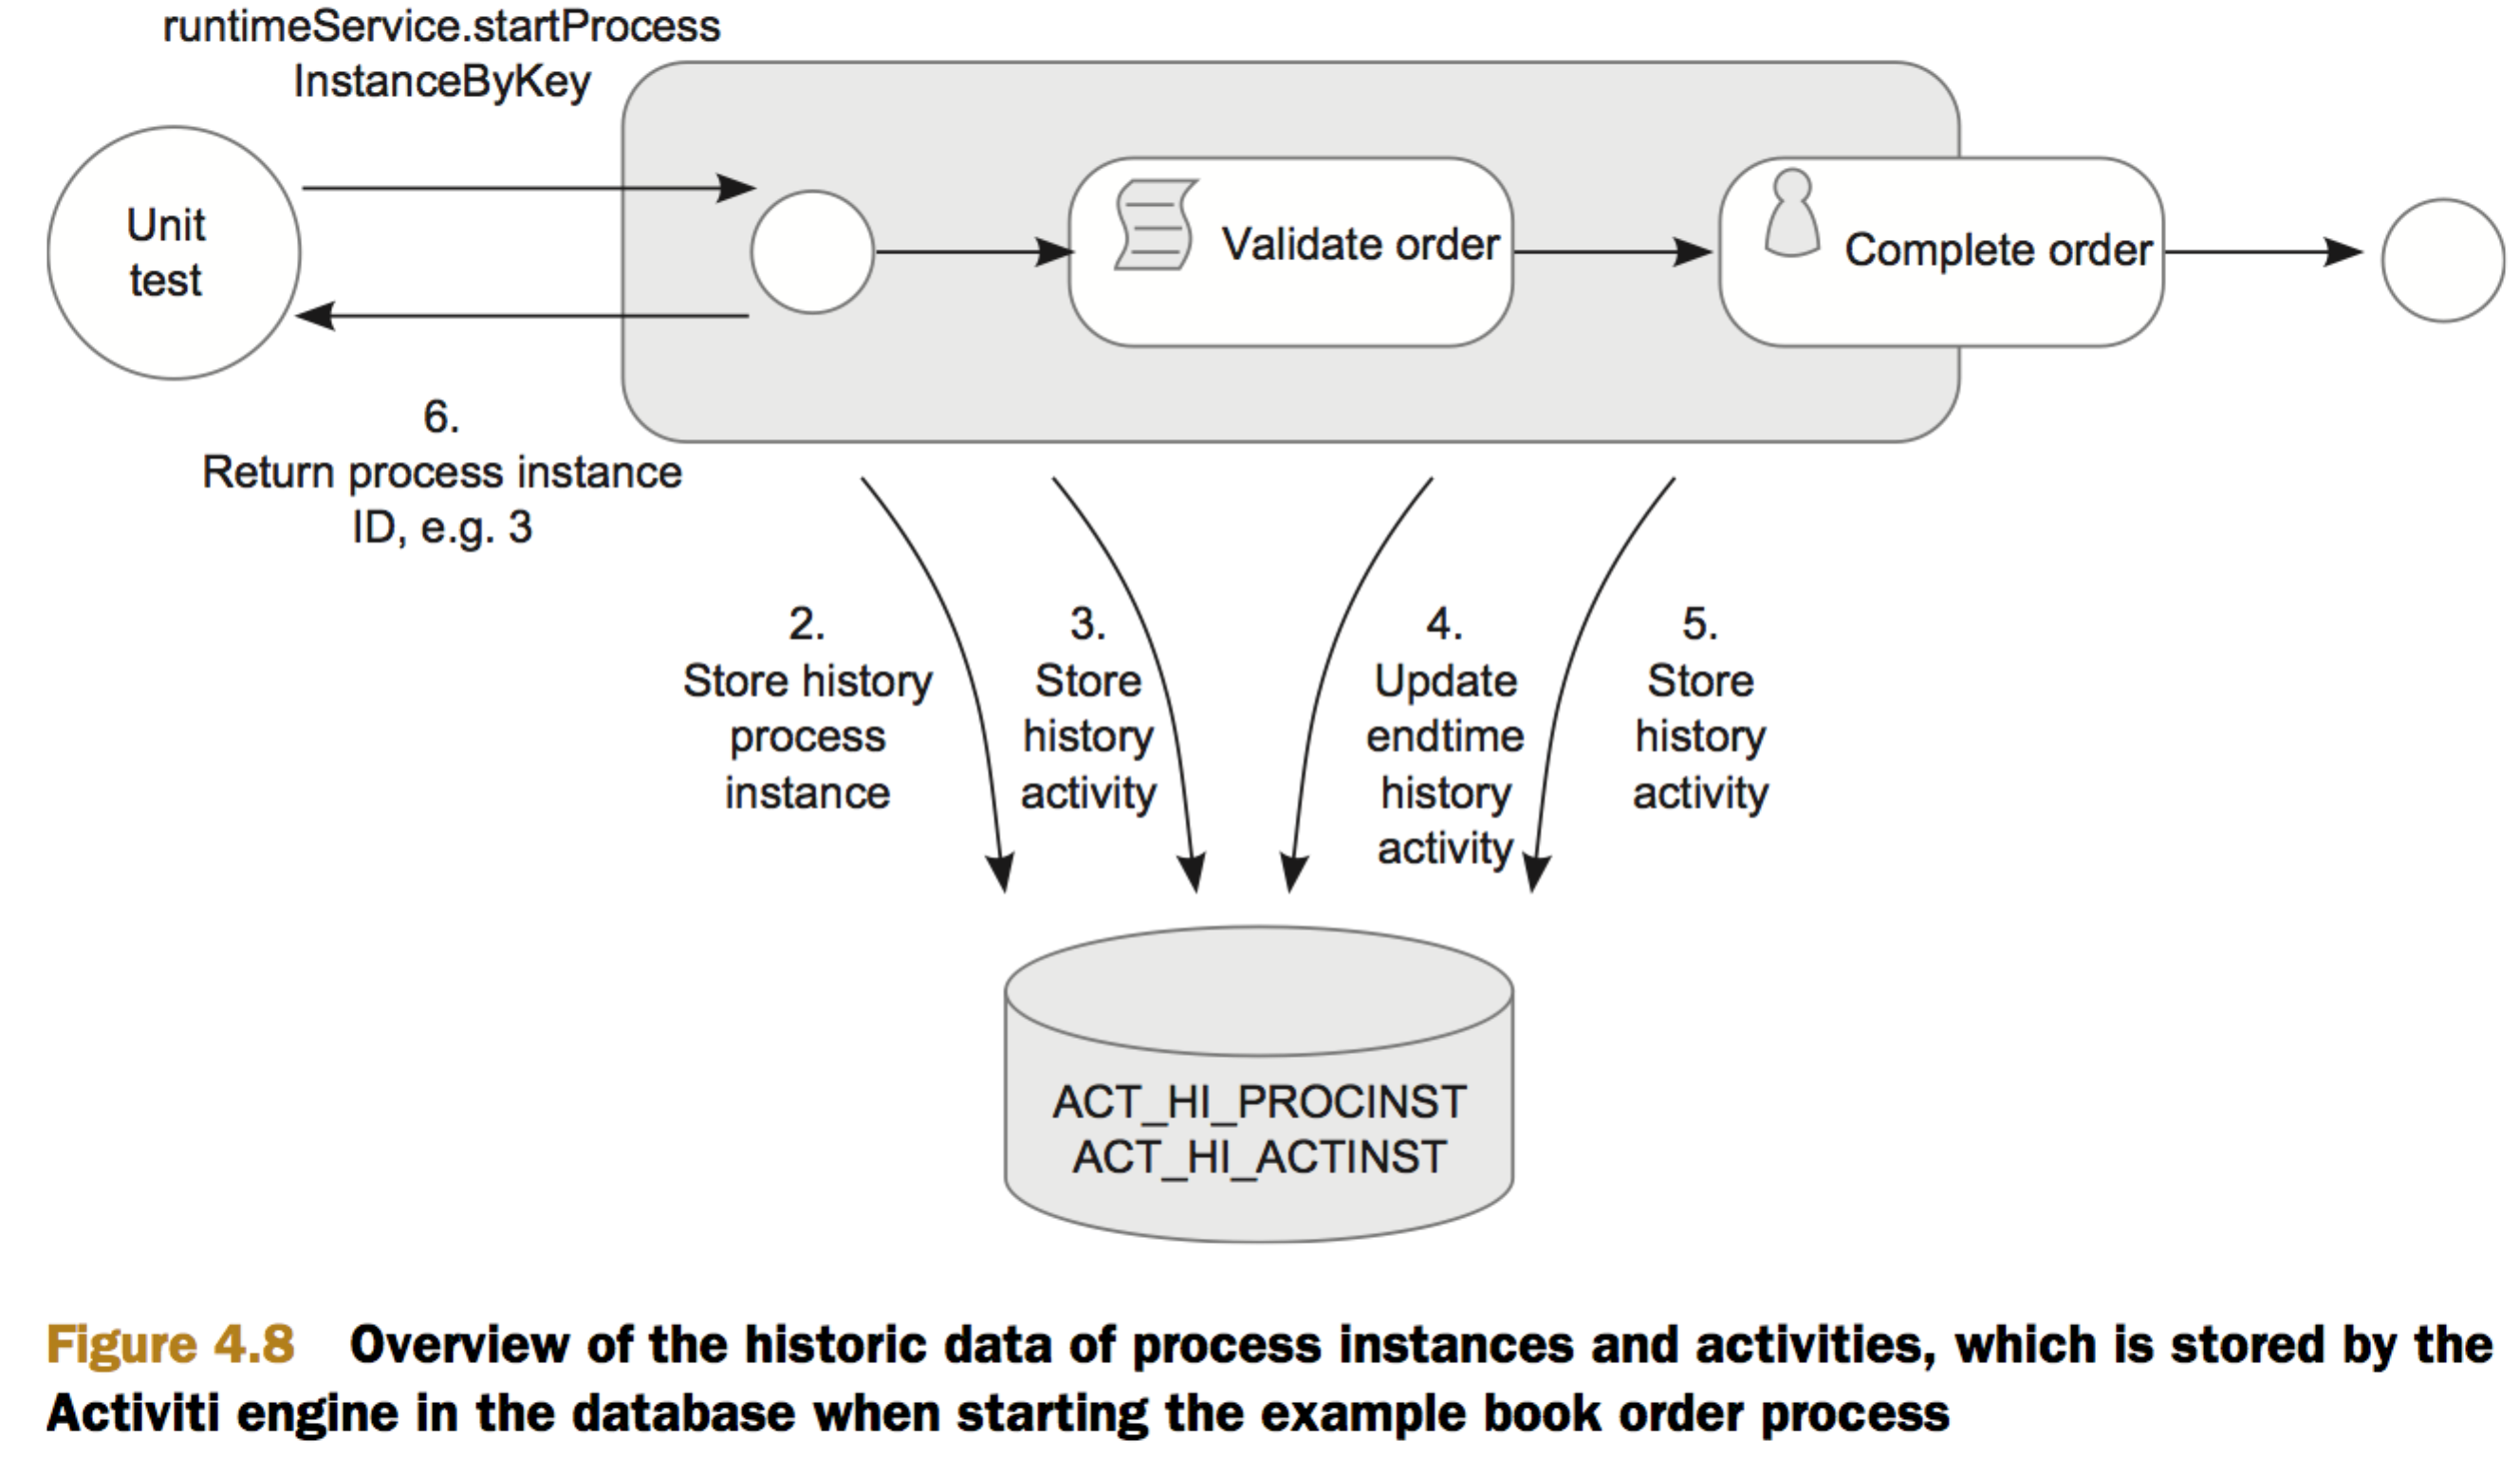 runtimeService.startProcess
InstanceByKey
Unit
test
Validate order
Complete order
6.
Return process instance
ID, e.g. 3
2.
Store history
process
instance
3.
Store
history
activity
4.
Update
endtime
history
activity
5.
Store
history
activity
ACT_HI_PROCINST
ACT_HI_ACTINST
Figure 4.8 Overview of the historic data of process instances and activities, which is stored by the
Activiti engine in the database when starting the example book order process